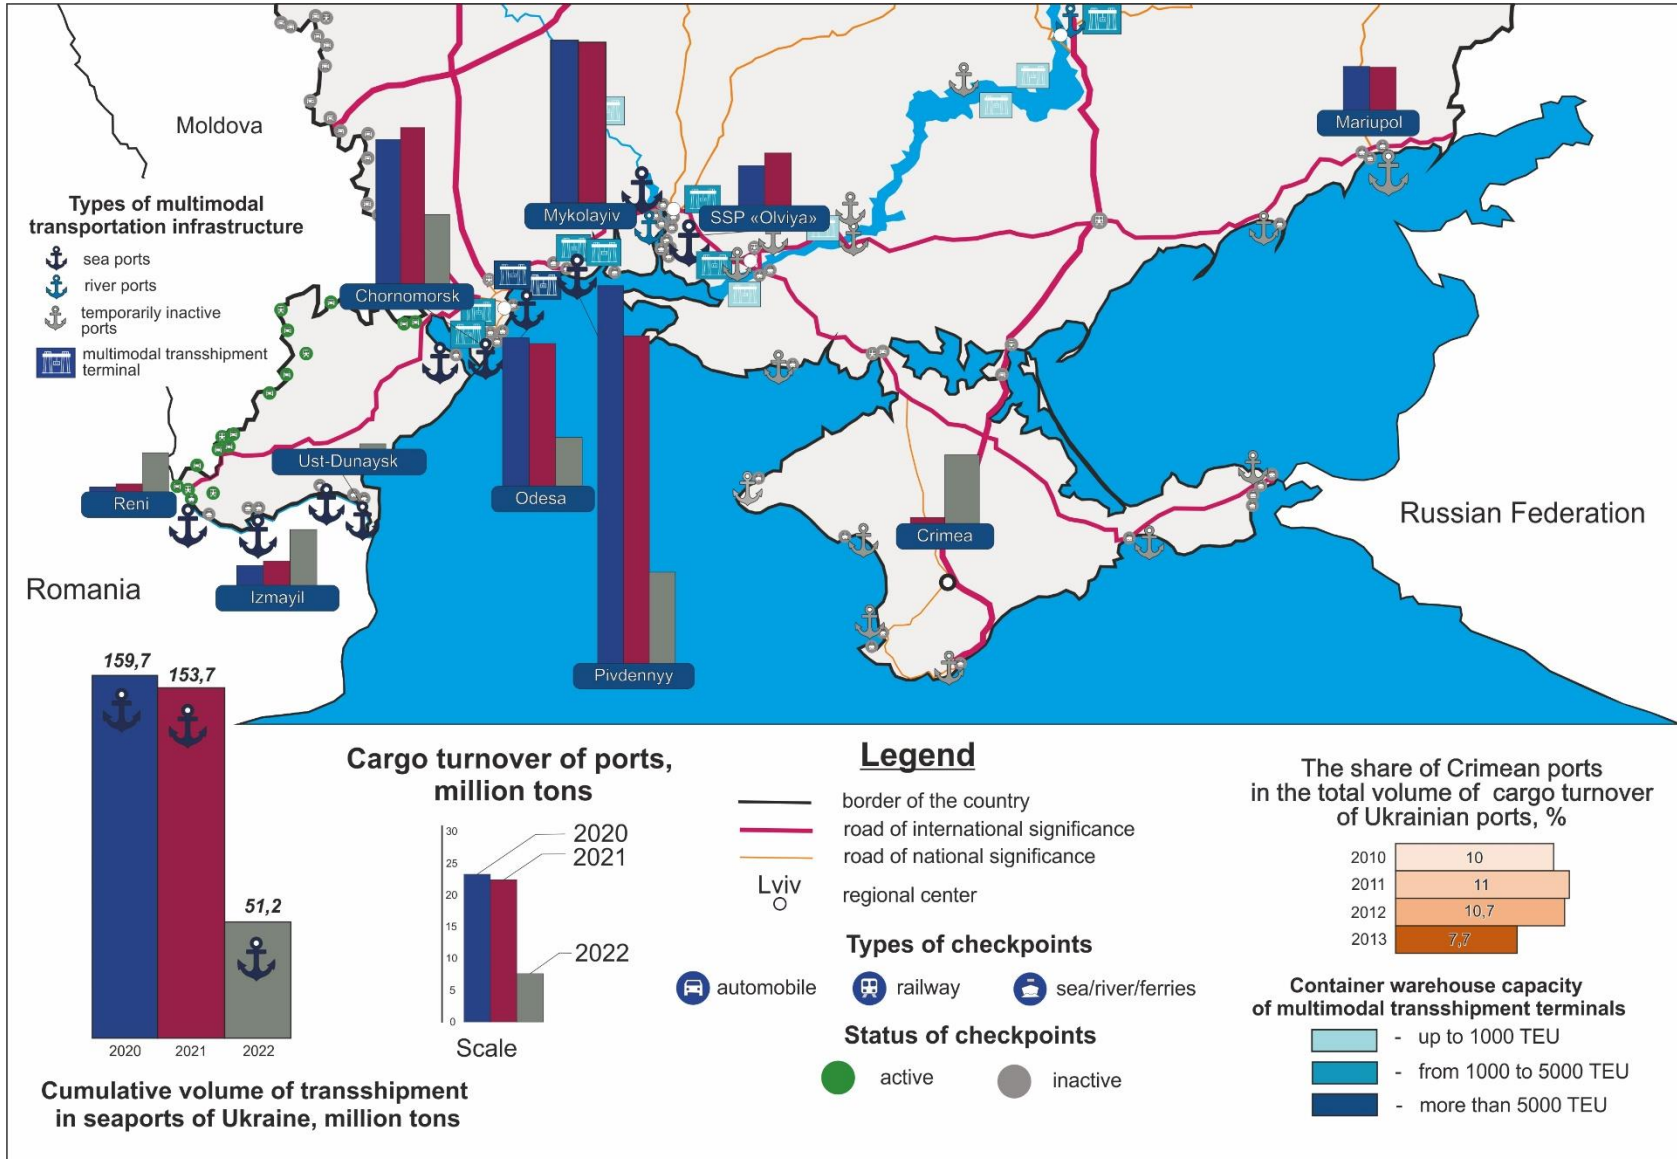 Moldova
Types of multimodal
transportation infrastructure
sea ports
river ports
temporarily inactive
ports
multimodal transshipment
terminal
Mariupol
Mykolayiv
SSP «Olviya»
Chornomorsk
Ust-Dunaysk
Reni
Odesa
Izmayil
Crimea
Pivdennyy
Romania
Russian Federation
159,7
153,7
51,2
2020
2021
2022
Cumulative volume of transshipment
in seaports of Ukraine, million tons
Cargo turnover of ports,
million tons
30
25
20
15
10
5
0
2020
2021
2022
Scale
Legend
border of the country
road of international significance
road of national significance
Lviv
regional center
Types of checkpoints
automobile
railway
sea/river/ferries
Status of checkpoints
active
inactive
The share of Crimean ports
in the total volume of cargo turnover
of Ukrainian ports, %
2010 10
2011 11
2012 10,7
2013 7,7
Container warehouse capacity
of multimodal transshipment terminals
- up to 1000 TEU
- from 1000 to 5000 TEU
- more than 5000 TEU